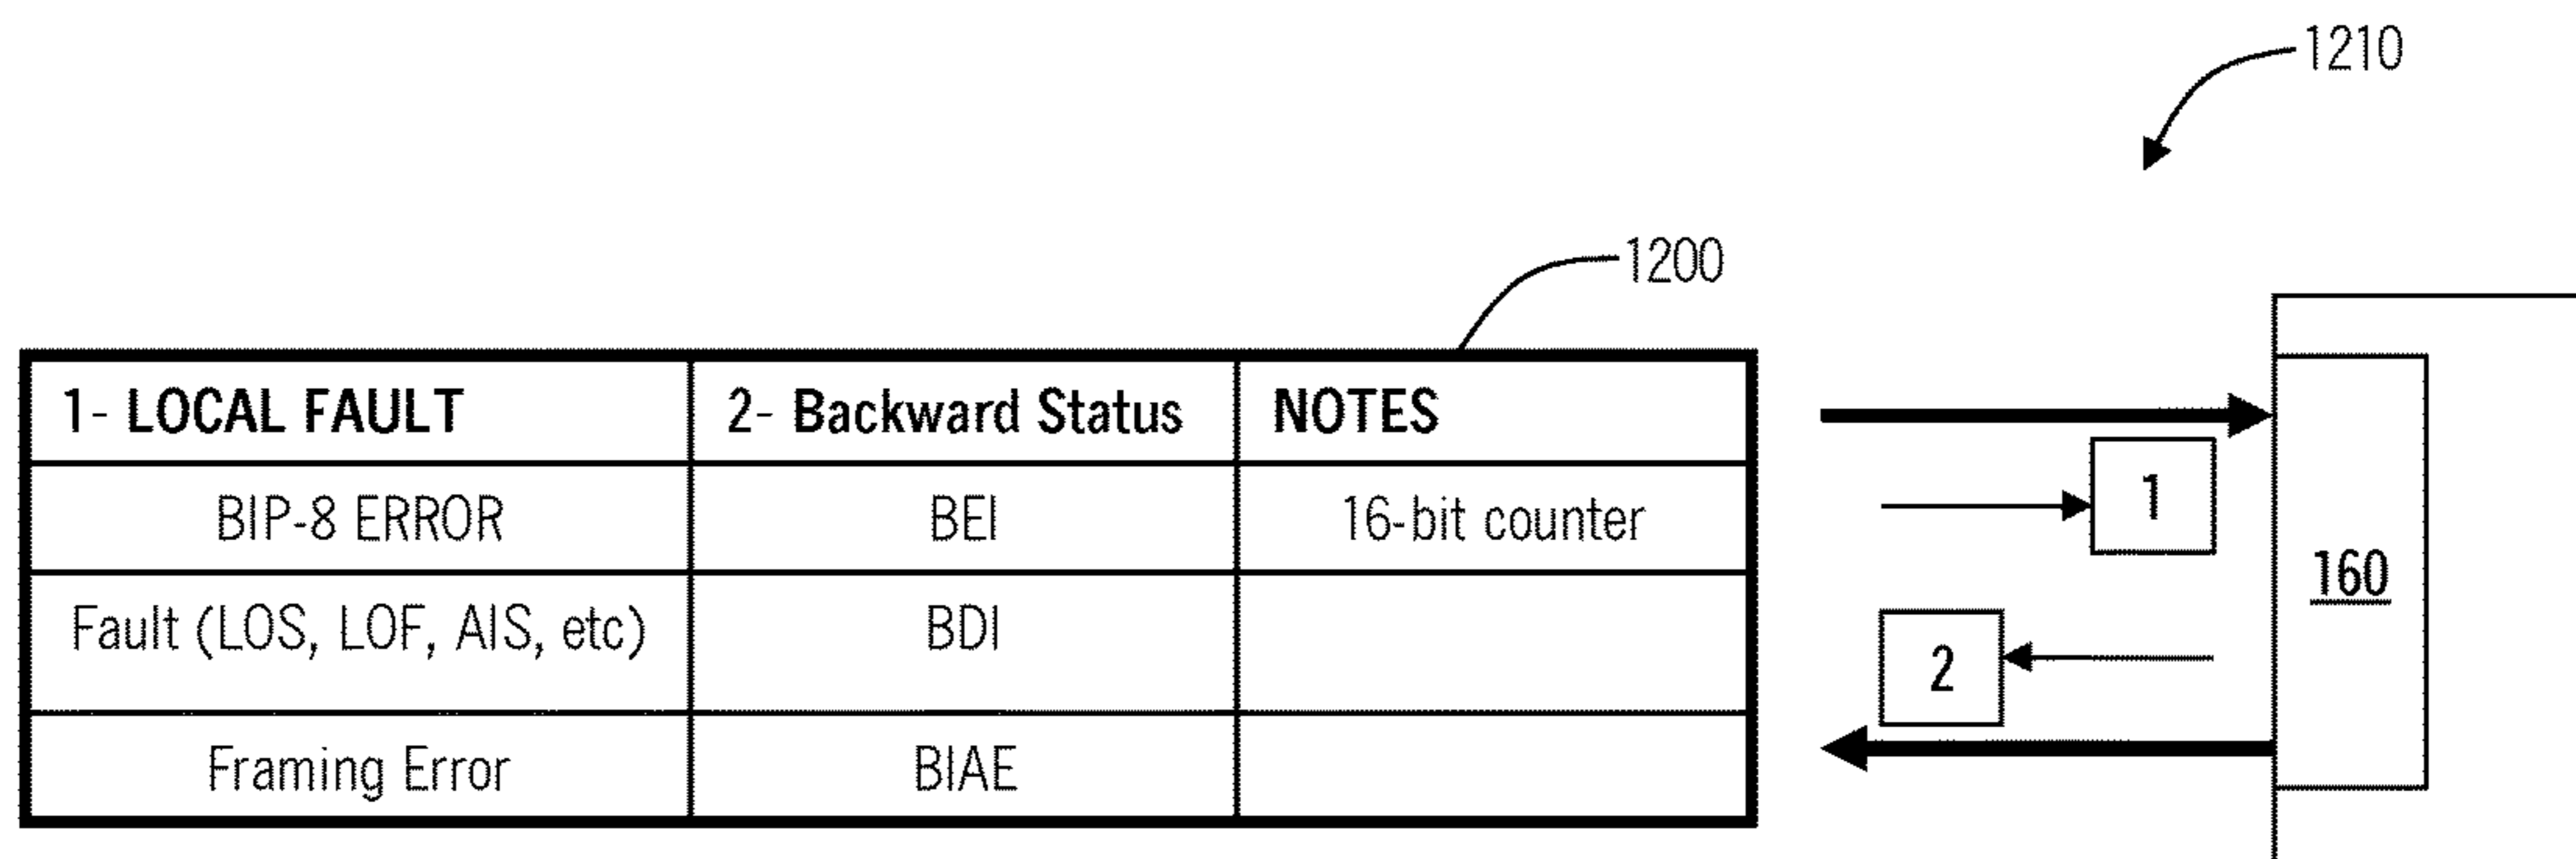 1210
1200
1- LOCAL FAULT 2- Backward Status NOTES
BIP-8 ERROR BEI 16-bit counter
Fault (LOS, LOF, AIS, etc) BDI
Framing Error BIAE
1
160
2